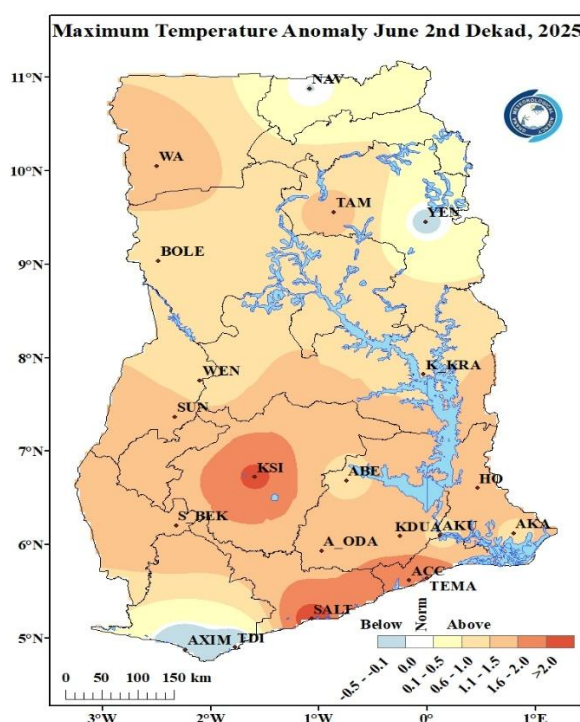 Maximum Temperature Anomaly June 2nd Dekad, 2025
11°N
NAV
10°N
WA
TAM
YEN
9°N
BOLE
8°N
WEN
K_KRA
SUN
7°N
KSI
ABE
HO
S_BEK
KDUA
AKU
AKA
6°N
A_ODA
ACC
TEMA
SALT
5°N
AXIM
TDI
Below Norm Above
-0.5 - -0.1
0.0
0.1 - 0.5
0.6 - 1.0
1.1 - 1.5
1.6 - 2.0
>2.0
0 50 100 150 km
3°W 2°W 1°W 0° 1°E